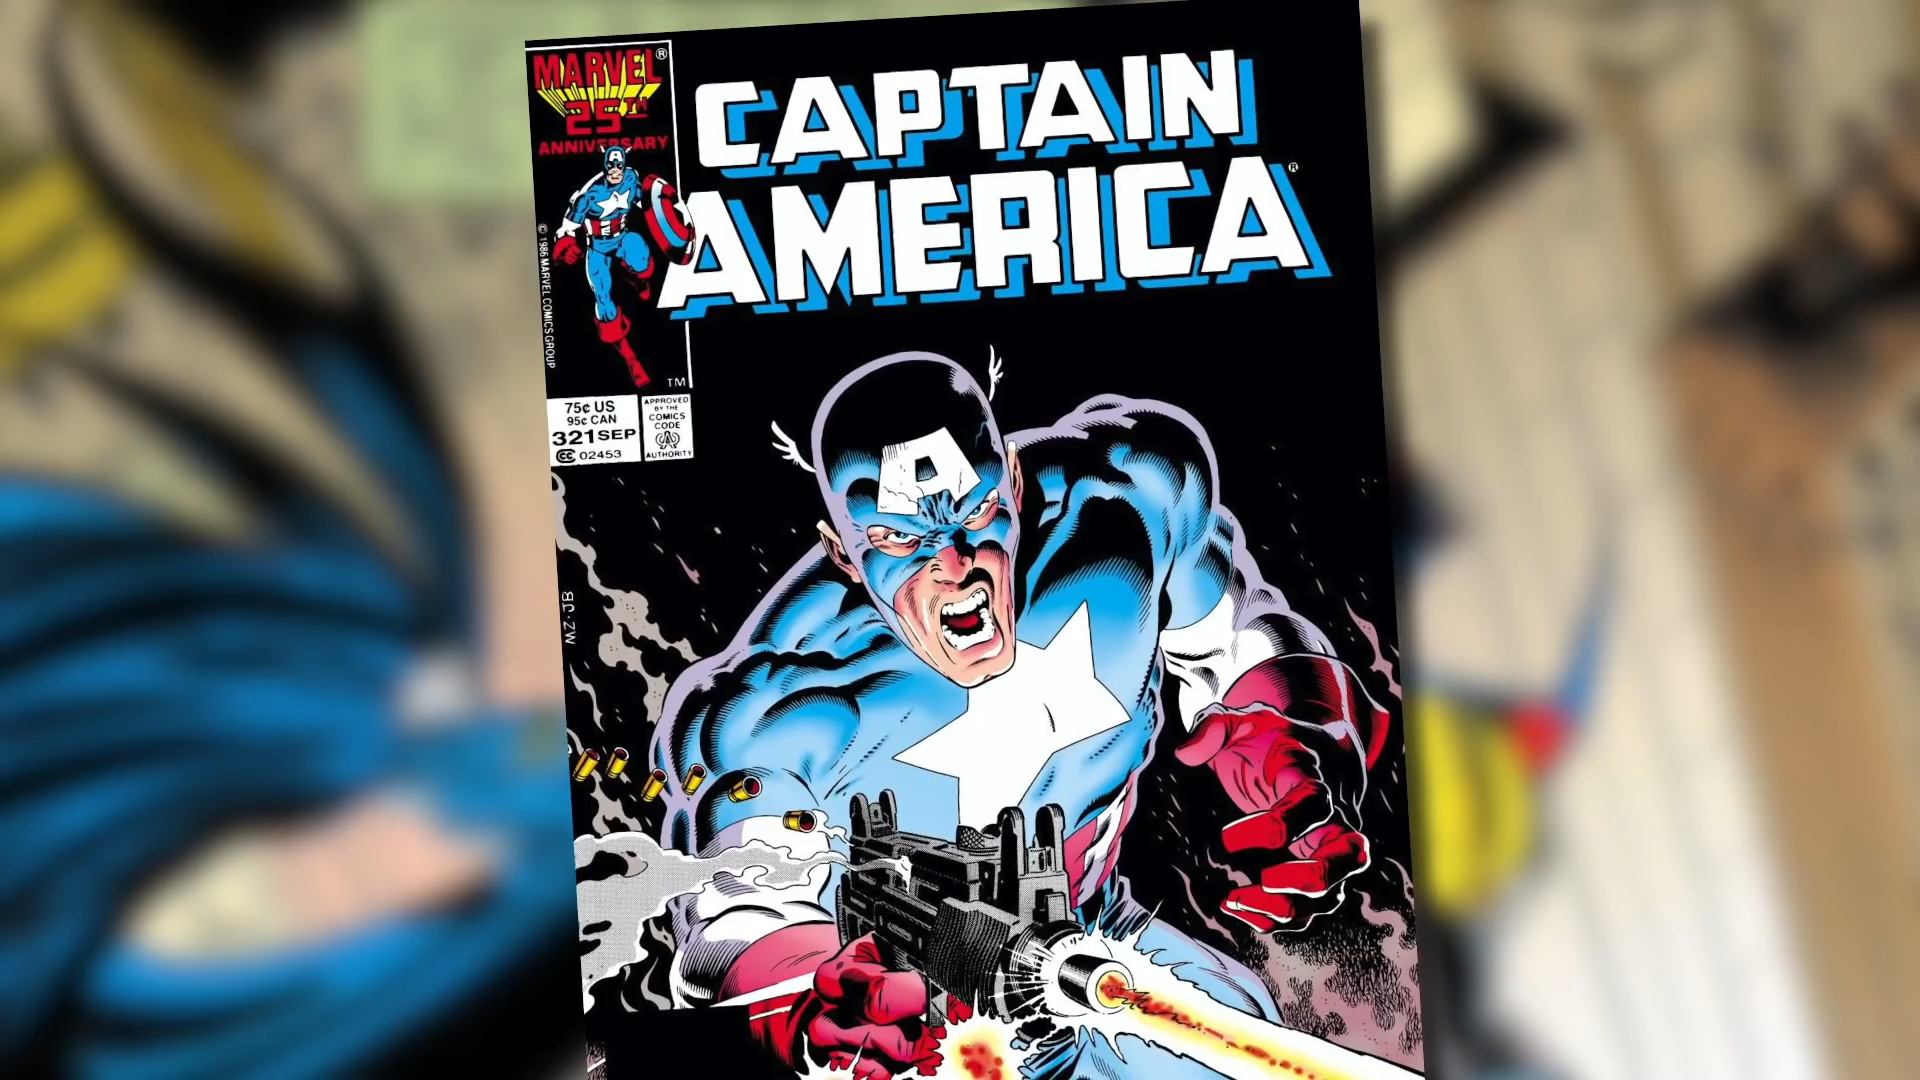 MARVEL®
25TH
ANNIVERSARY
CAPTAIN
AMERICA®
© 1986 MARVEL COMICS GROUP
TM
75¢ US
95¢ CAN
321 SEP
CC 02453
APPROVED
BY THE
COMICS
CODE
AUTHORITY
A
MZ·JB